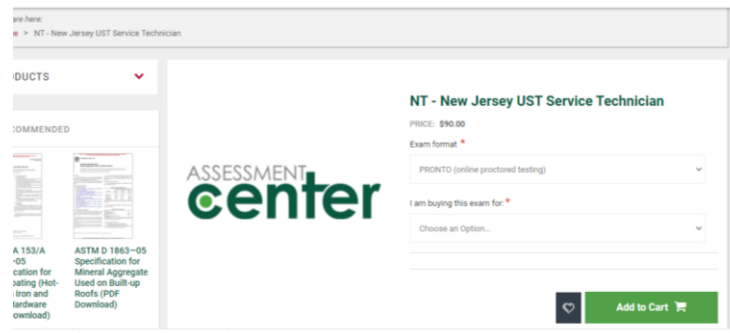 are here:
> NT - New Jersey UST Service Technician
ODUCTS
COMMENDED
A 153/A
-05
cation for
oating (Hot-
Iron and
ardware
ownload)
ASTM D 1863—05
Specification for
Mineral Aggregate
Used on Built-up
Roofs (PDF
Download)
ASSESSMENT
center
NT - New Jersey UST Service Technician
PRICE: $90.00
Exam format *
PRONTO (online proctored testing)
I am buying this exam for: *
Choose an Option...
Add to Cart